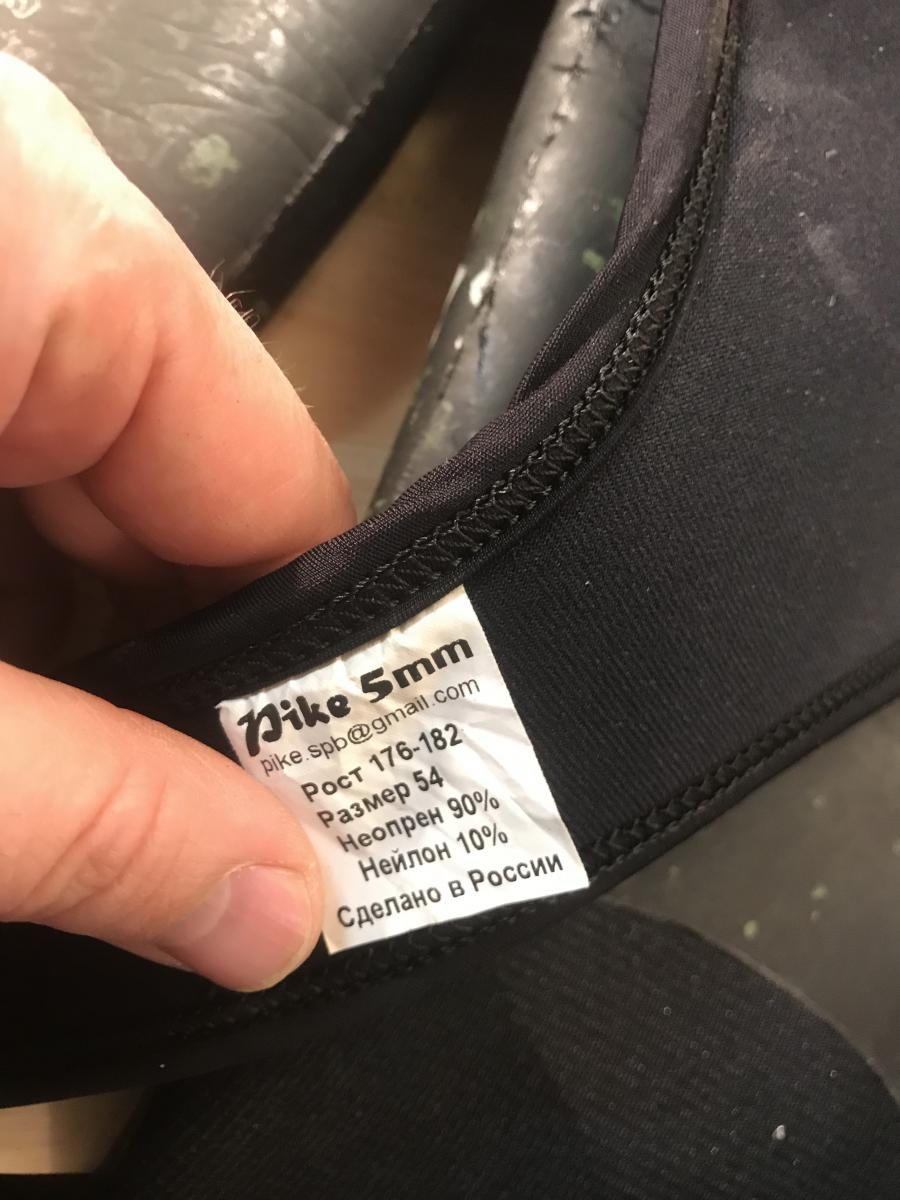 Pike 5mm
pike.spb@gmail.com
Рост 176-182
Размер 54
Неопрен 90%
Нейлон 10%
Сделано в России